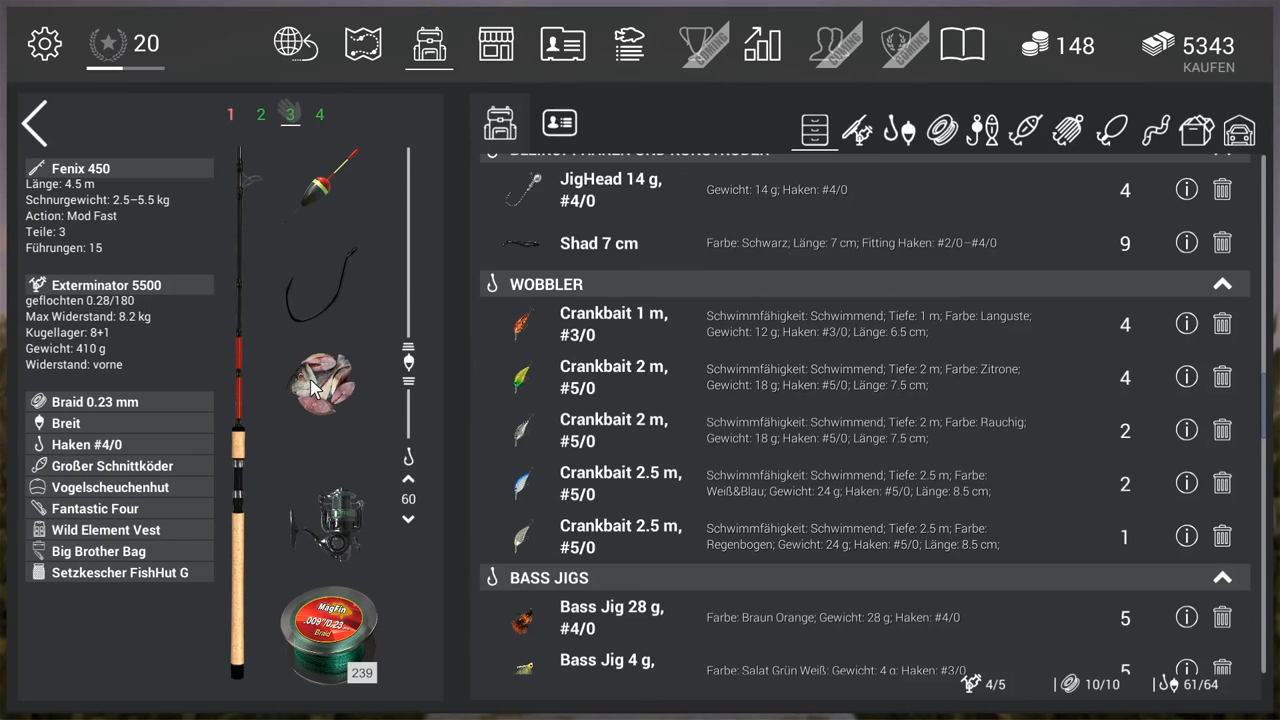 20
148
5343
KAUFEN
COMING
COMING
1 2 3 4
Fenix 450
Länge: 4.5 m
Schnurgewicht: 2.5–5.5 kg
Action: Mod Fast
Teile: 3
Führungen: 15
Exterminator 5500
geflochten 0.28/180
Max Widerstand: 8.2 kg
Kugellager: 8+1
Gewicht: 410 g
Widerstand: vorne
Braid 0.23 mm
Breit
Haken #4/0
Großer Schnittköder
Vogelscheuchenhut
Fantastic Four
Wild Element Vest
Big Brother Bag
Setzkescher FishHut G
60
MagFin
.009"/0.23
Braid
239
JigHead 14 g,
#4/0
Gewicht: 14 g; Haken: #4/0
4
Shad 7 cm
Farbe: Schwarz; Länge: 7 cm; Fitting Haken: #2/0–#4/0
9
WOBBLER
Crankbait 1 m,
#3/0
Schwimmfähigkeit: Schwimmend; Tiefe: 1 m; Farbe: Languste;
Gewicht: 12 g; Haken: #3/0; Länge: 6.5 cm;
4
Crankbait 2 m,
#5/0
Schwimmfähigkeit: Schwimmend; Tiefe: 2 m; Farbe: Zitrone;
Gewicht: 18 g; Haken: #5/0; Länge: 7.5 cm;
4
Crankbait 2 m,
#5/0
Schwimmfähigkeit: Schwimmend; Tiefe: 2 m; Farbe: Rauchig;
Gewicht: 18 g; Haken: #5/0; Länge: 7.5 cm;
2
Crankbait 2.5 m,
#5/0
Schwimmfähigkeit: Schwimmend; Tiefe: 2.5 m; Farbe:
Weiß&Blau; Gewicht: 24 g; Haken: #5/0; Länge: 8.5 cm;
2
Crankbait 2.5 m,
#5/0
Schwimmfähigkeit: Schwimmend; Tiefe: 2.5 m; Farbe:
Regenbogen; Gewicht: 24 g; Haken: #5/0; Länge: 8.5 cm;
1
BASS JIGS
Bass Jig 28 g,
#4/0
Farbe: Braun Orange; Gewicht: 28 g; Haken: #4/0
5
Bass Jig 4 g,
Farbe: Salat Grün Weiß; Gewicht: 4 g; Haken: #3/0
5
4/5
10/10
61/64